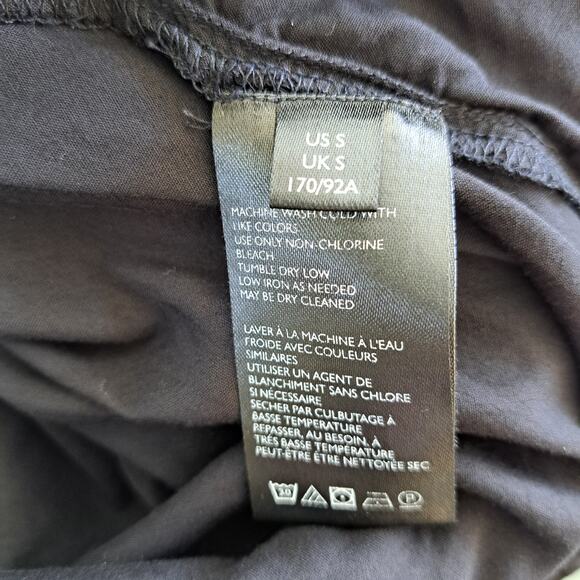 US S
UK S
170/92A
MACHINE WASH COLD WITH
LIKE COLORS
USE ONLY NON-CHLORINE
BLEACH
TUMBLE DRY LOW
LOW IRON AS NEEDED
MAY BE DRY CLEANED
LAVER À LA MACHINE À L'EAU
FROIDE AVEC COULEURS
SIMILAIRES
UTILISER UN AGENT DE
BLANCHIMENT SANS CHLORE
SI NÉCESSAIRE
SECHER PAR CULBUTAGE À
BASSE TEMPÉRATURE
REPASSER, AU BESOIN, À
TRÈS BASSE TEMPÉRATURE
PEUT-ÊTRE ÊTRE NETTOYÉE SEC
30
P